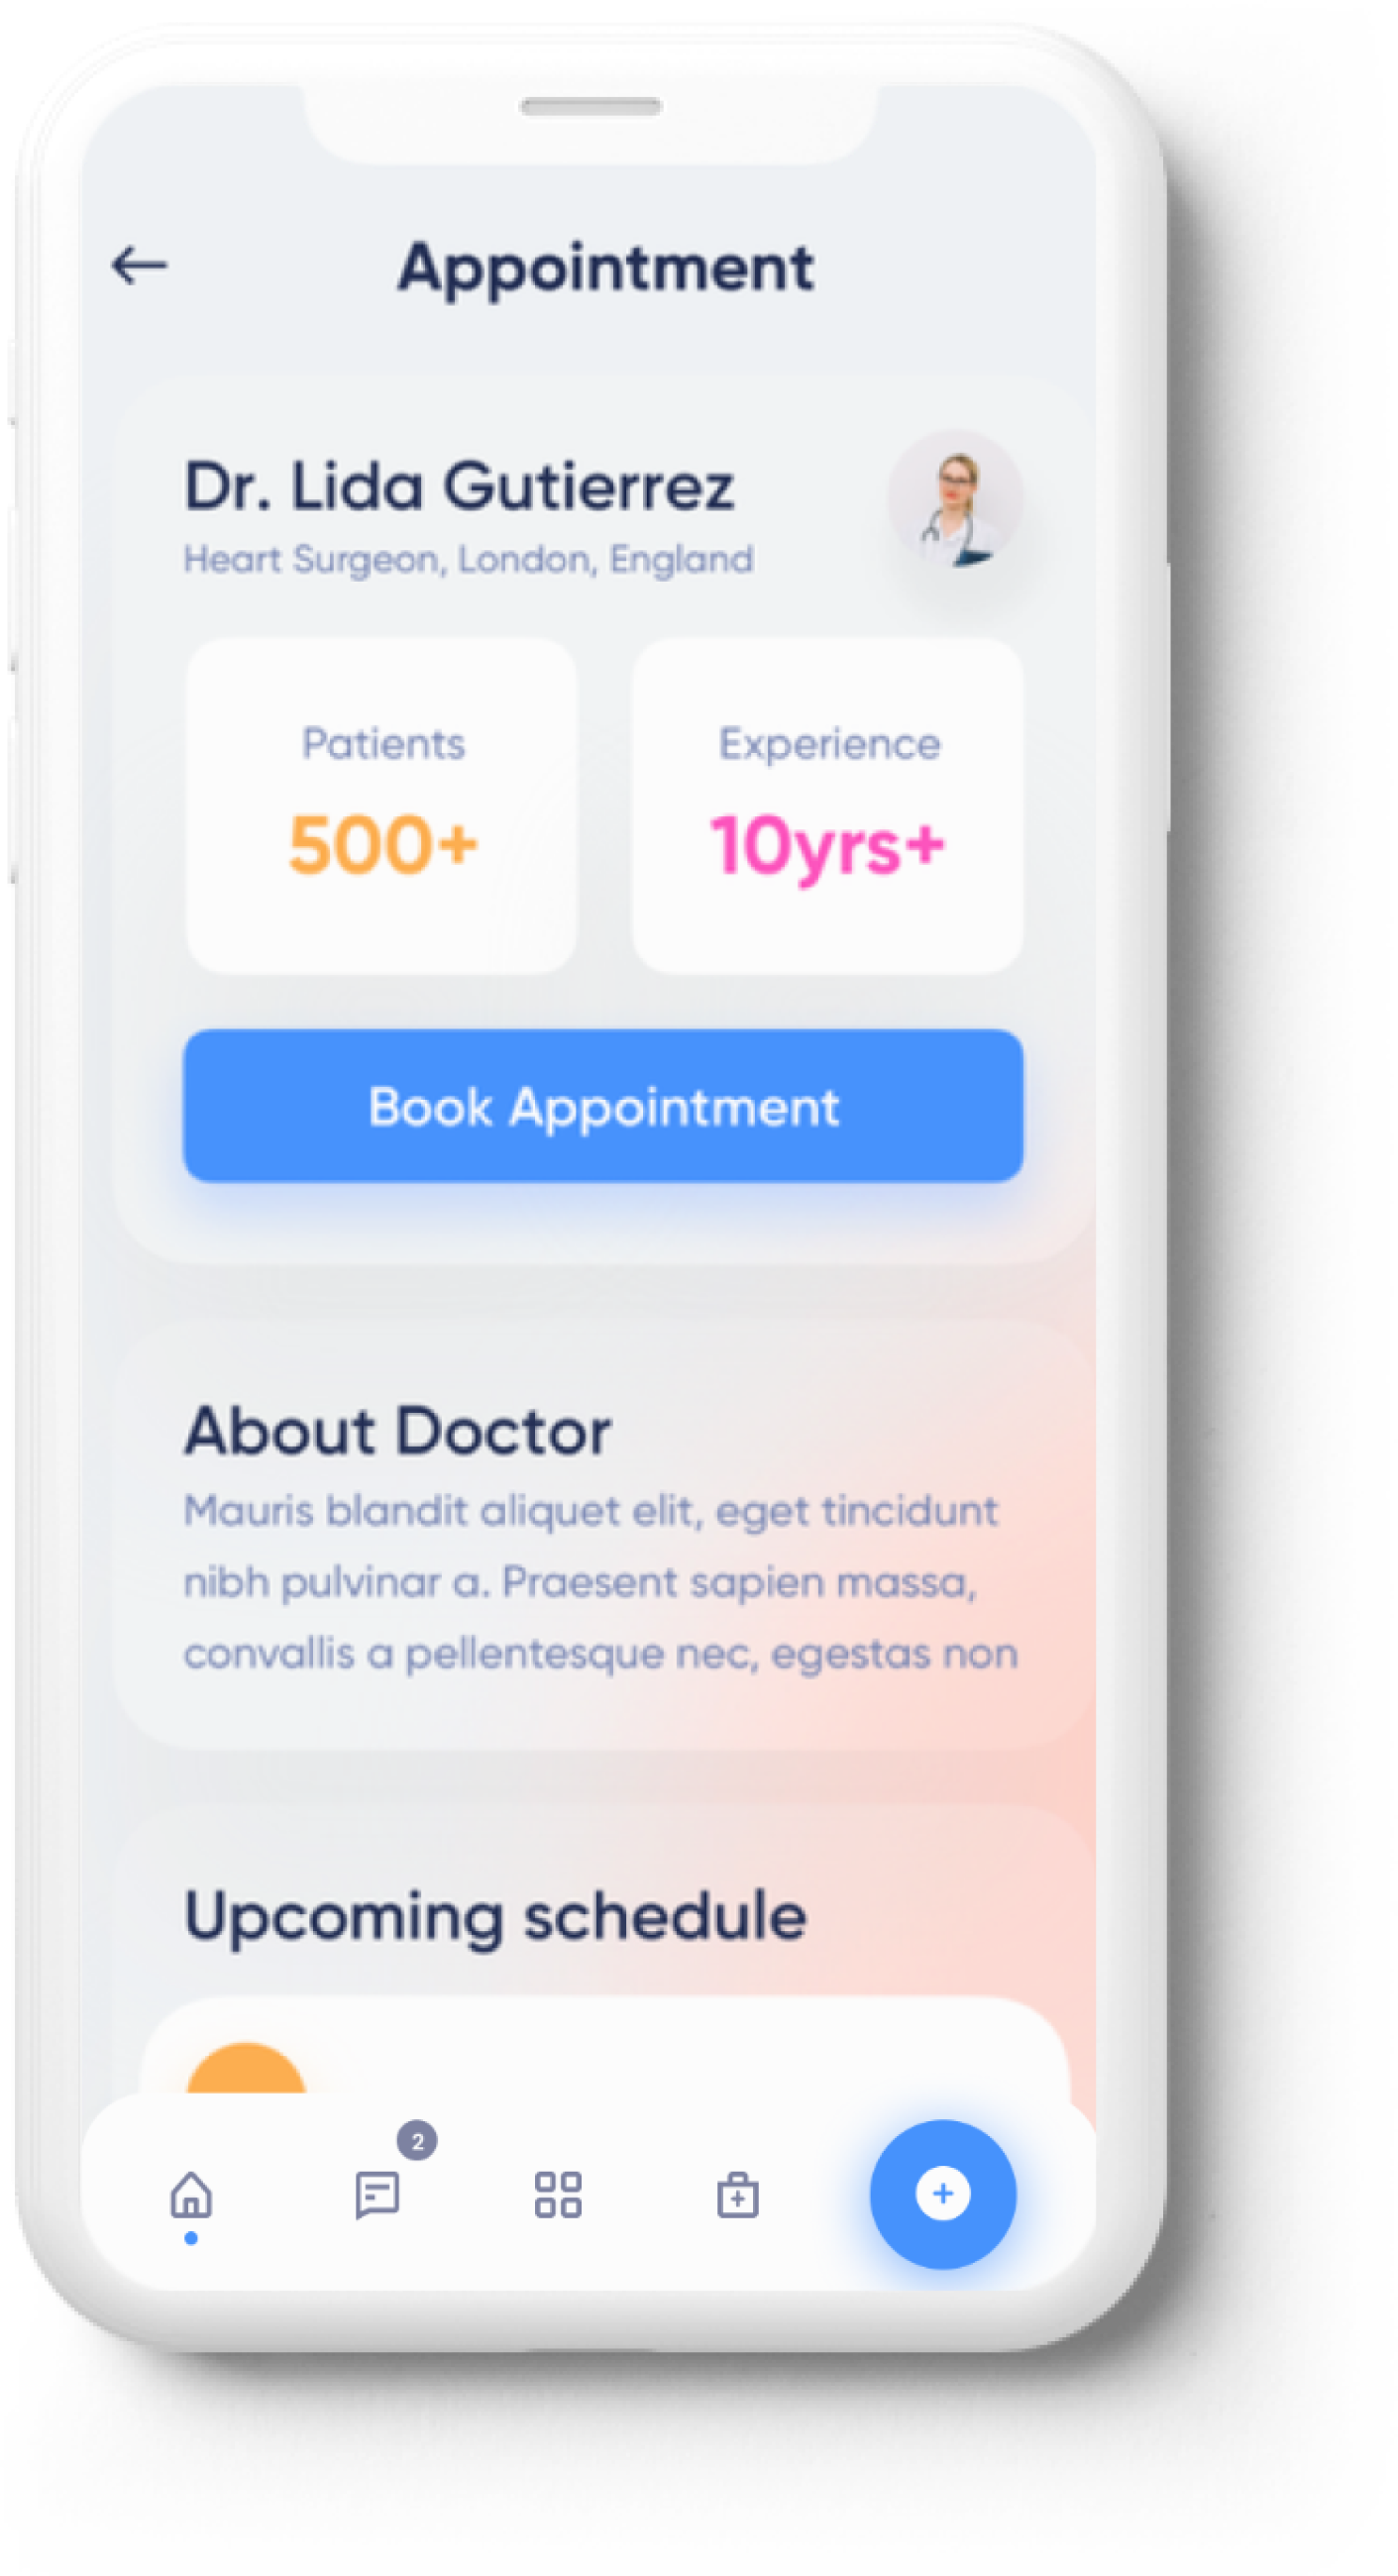 Appointment
Dr. Lida Gutierrez
Heart Surgeon, London, England
Patients
500+
Experience
10yrs+
Book Appointment
About Doctor
Mauris blandit aliquet elit, eget tincidunt
nibh pulvinar a. Praesent sapien massa,
convallis a pellentesque nec, egestas non
Upcoming schedule
2